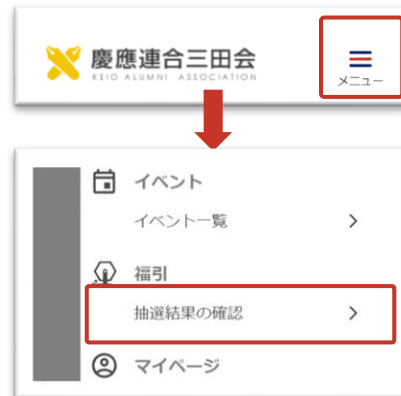 慶應連合三田会
KEIO ALUMNI ASSOCIATION
メニュー
イベント
イベント一覧
福引
抽選結果の確認
マイページ